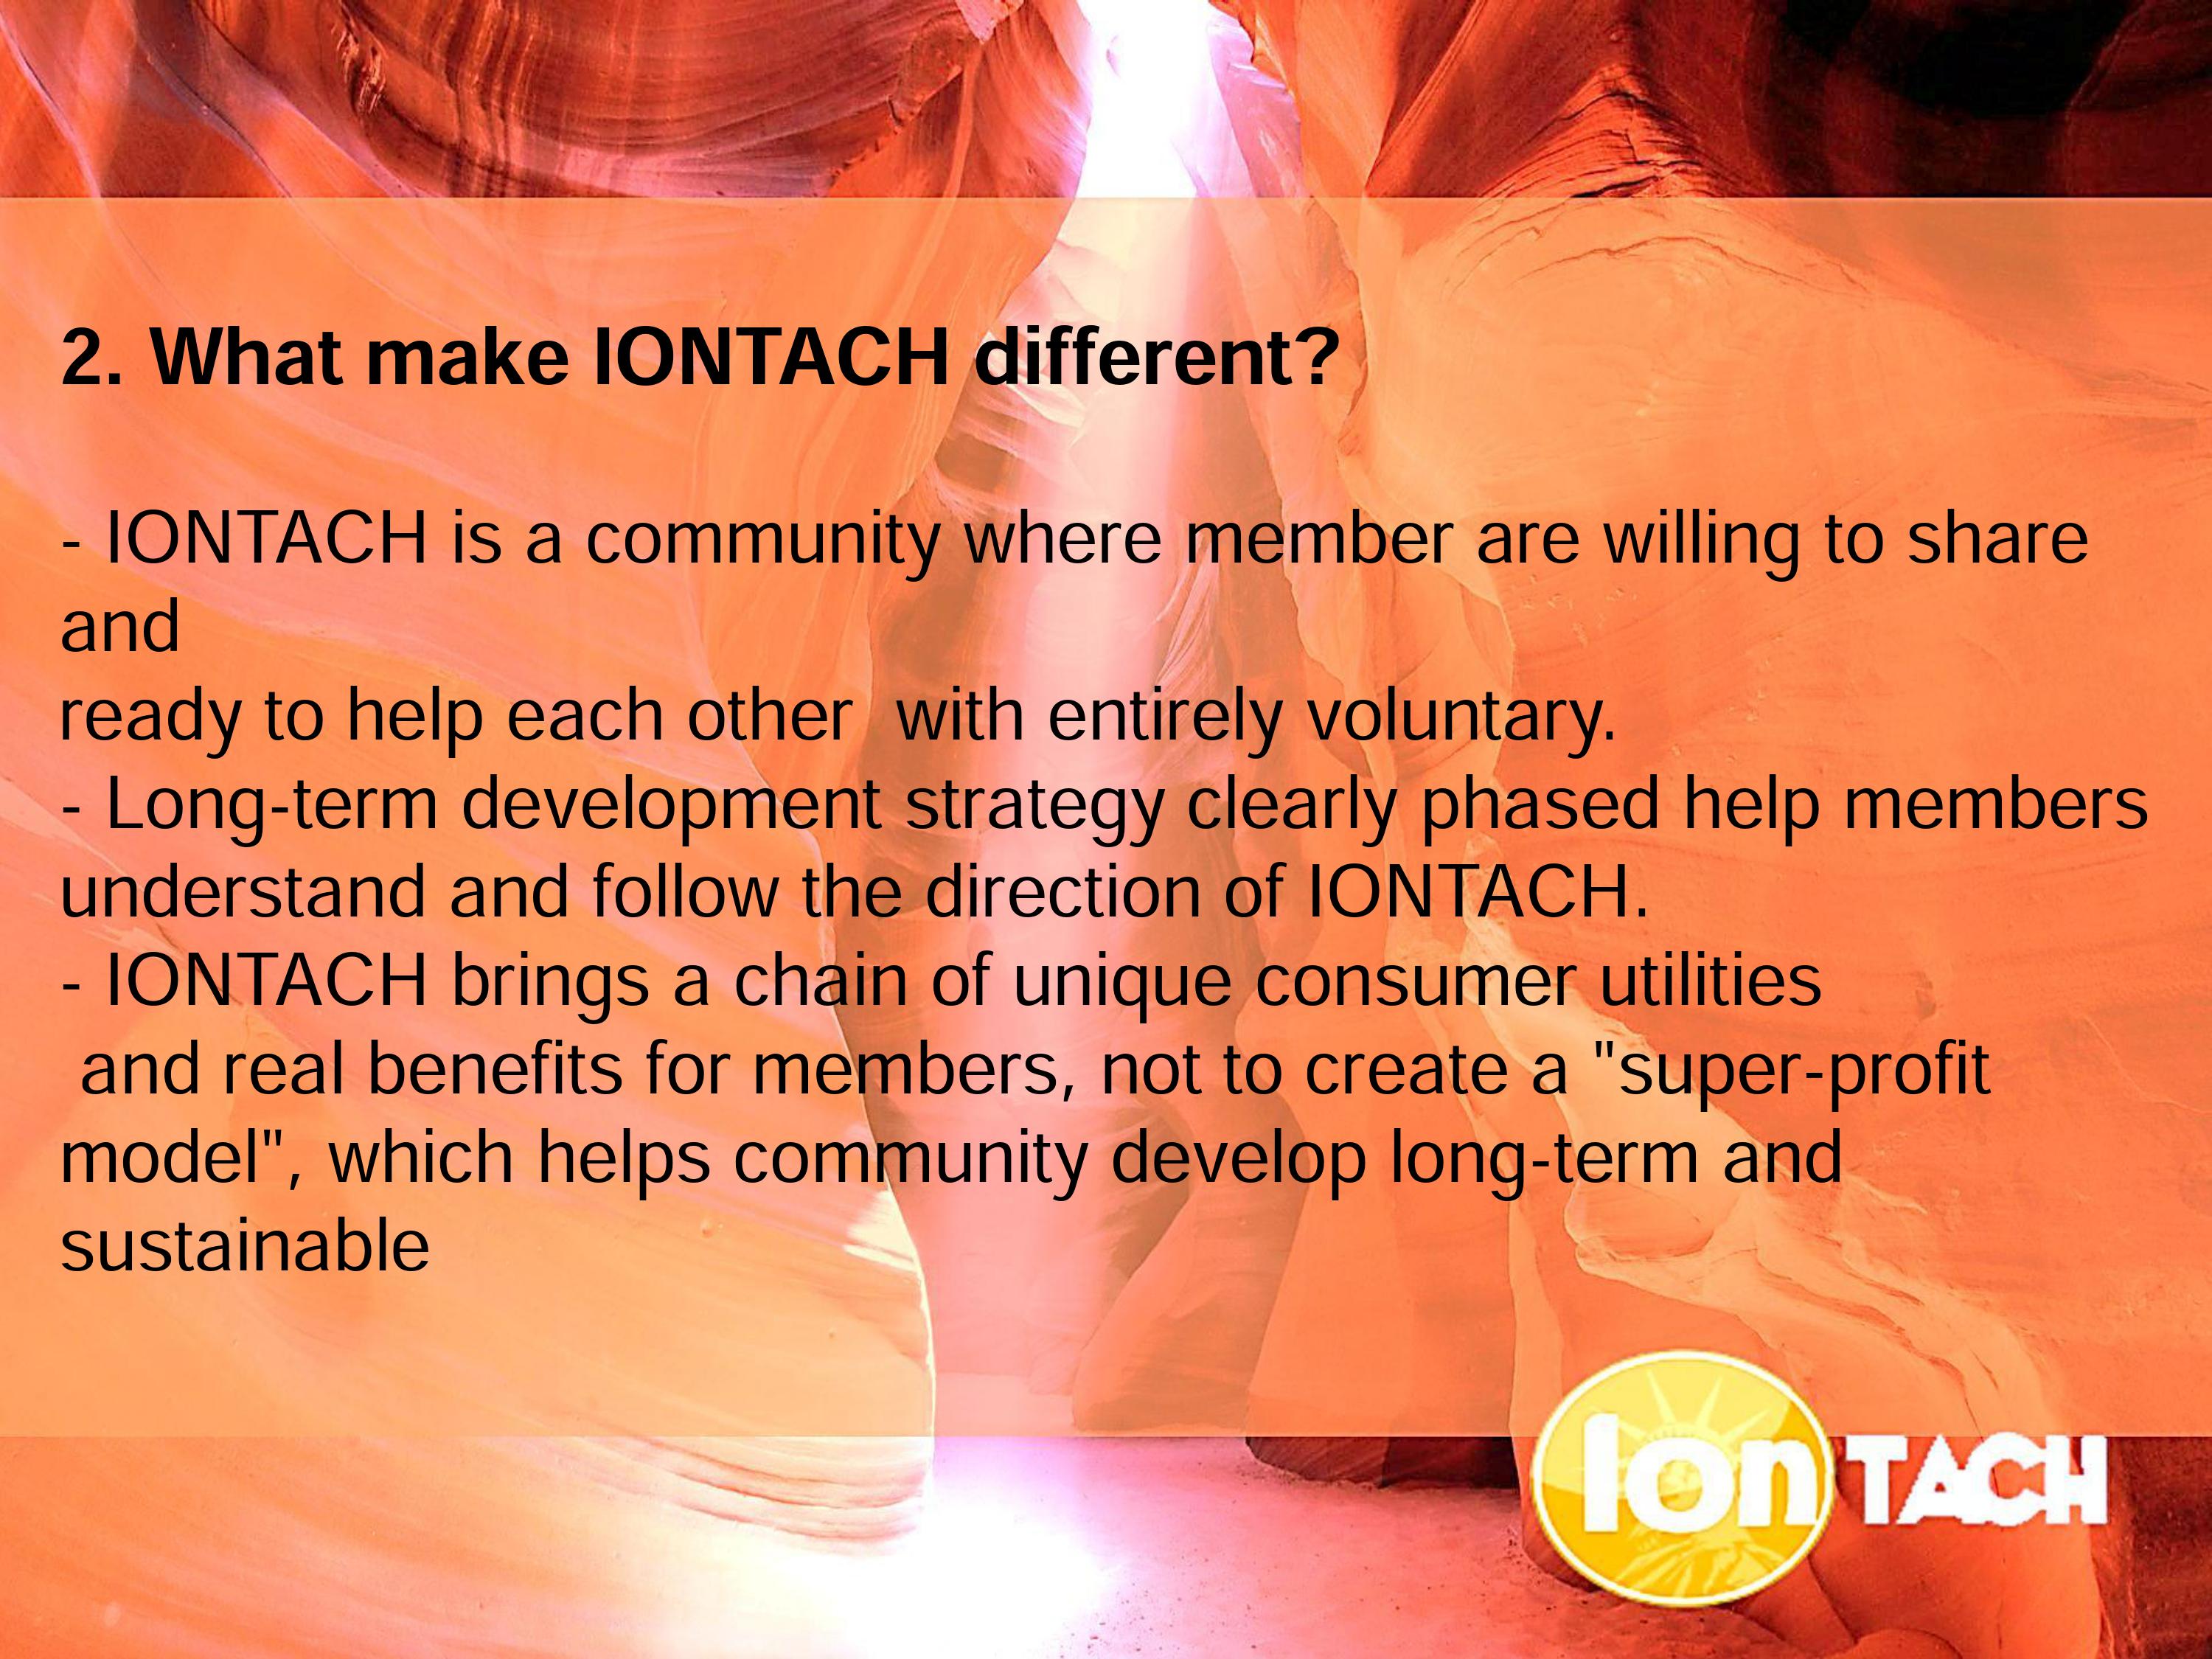 2. What make IONTACH different?
- IONTACH is a community where member are willing to share
and
ready to help each other  with entirely voluntary.
- Long-term development strategy clearly phased help members
understand and follow the direction of IONTACH.
- IONTACH brings a chain of unique consumer utilities
and real benefits for members, not to create a "super-profit
model", which helps community develop long-term and
sustainable
Ion TACH